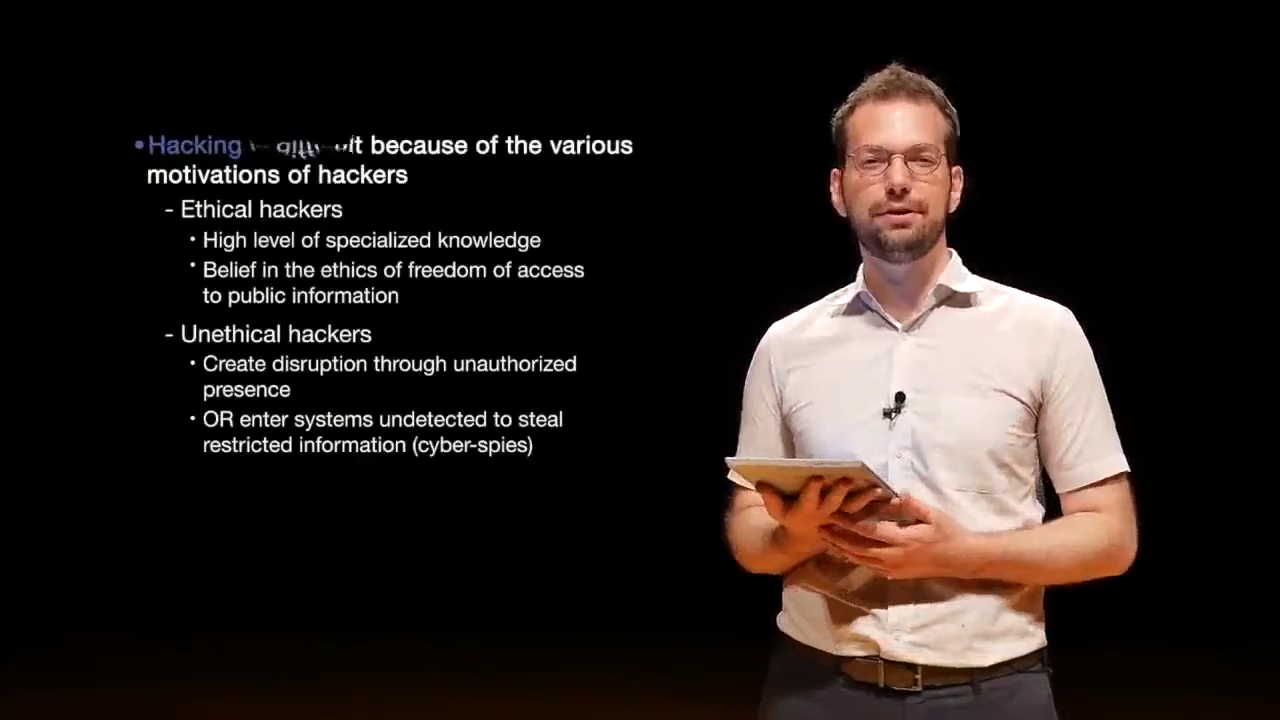 •Hacking because of the various
motivations of hackers
- Ethical hackers
• High level of specialized knowledge
• Belief in the ethics of freedom of access
to public information
- Unethical hackers
• Create disruption through unauthorized
presence
• OR enter systems undetected to steal
restricted information (cyber-spies)